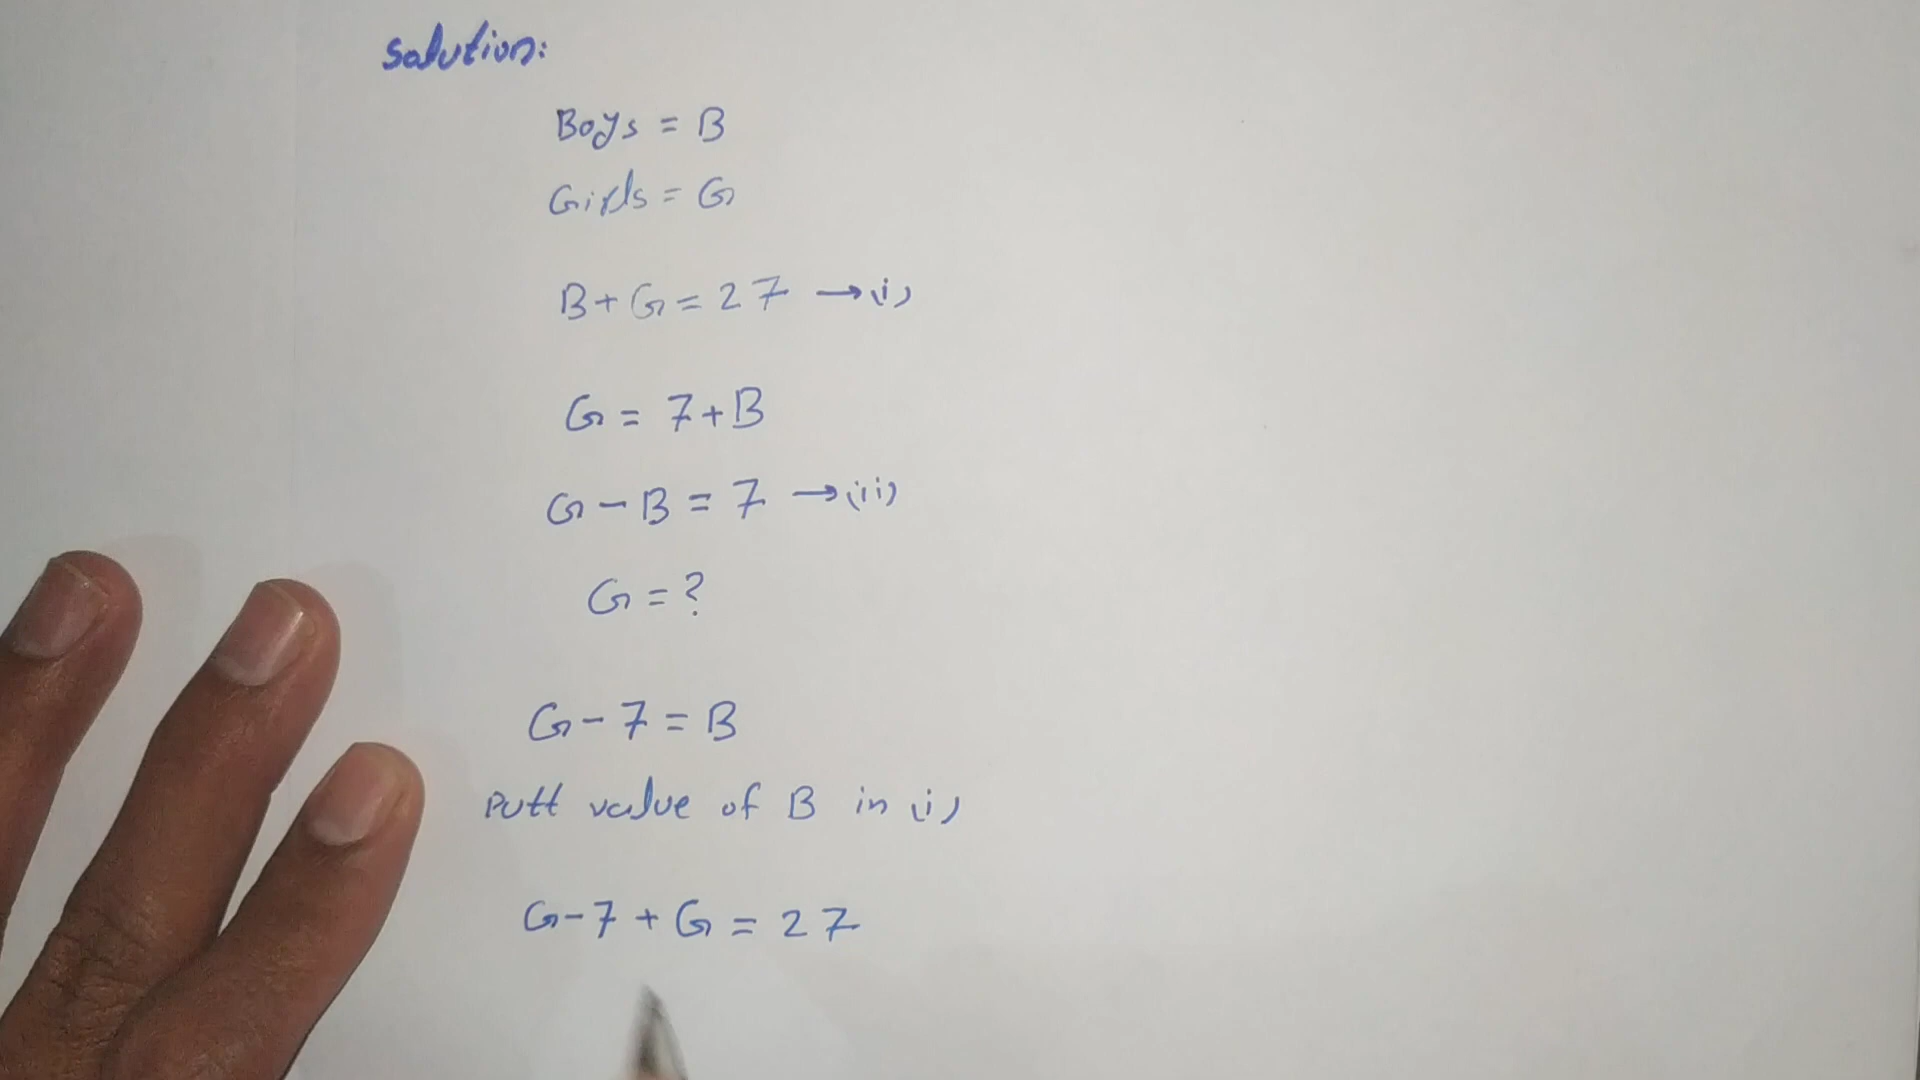 Solution:
Boys = B
Girls = G
B + G = 27 → (i)
G = 7 + B
G - B = 7 → (ii)
G = ?
G - 7 = B
Putt value of B in (i)
G - 7 + G = 27